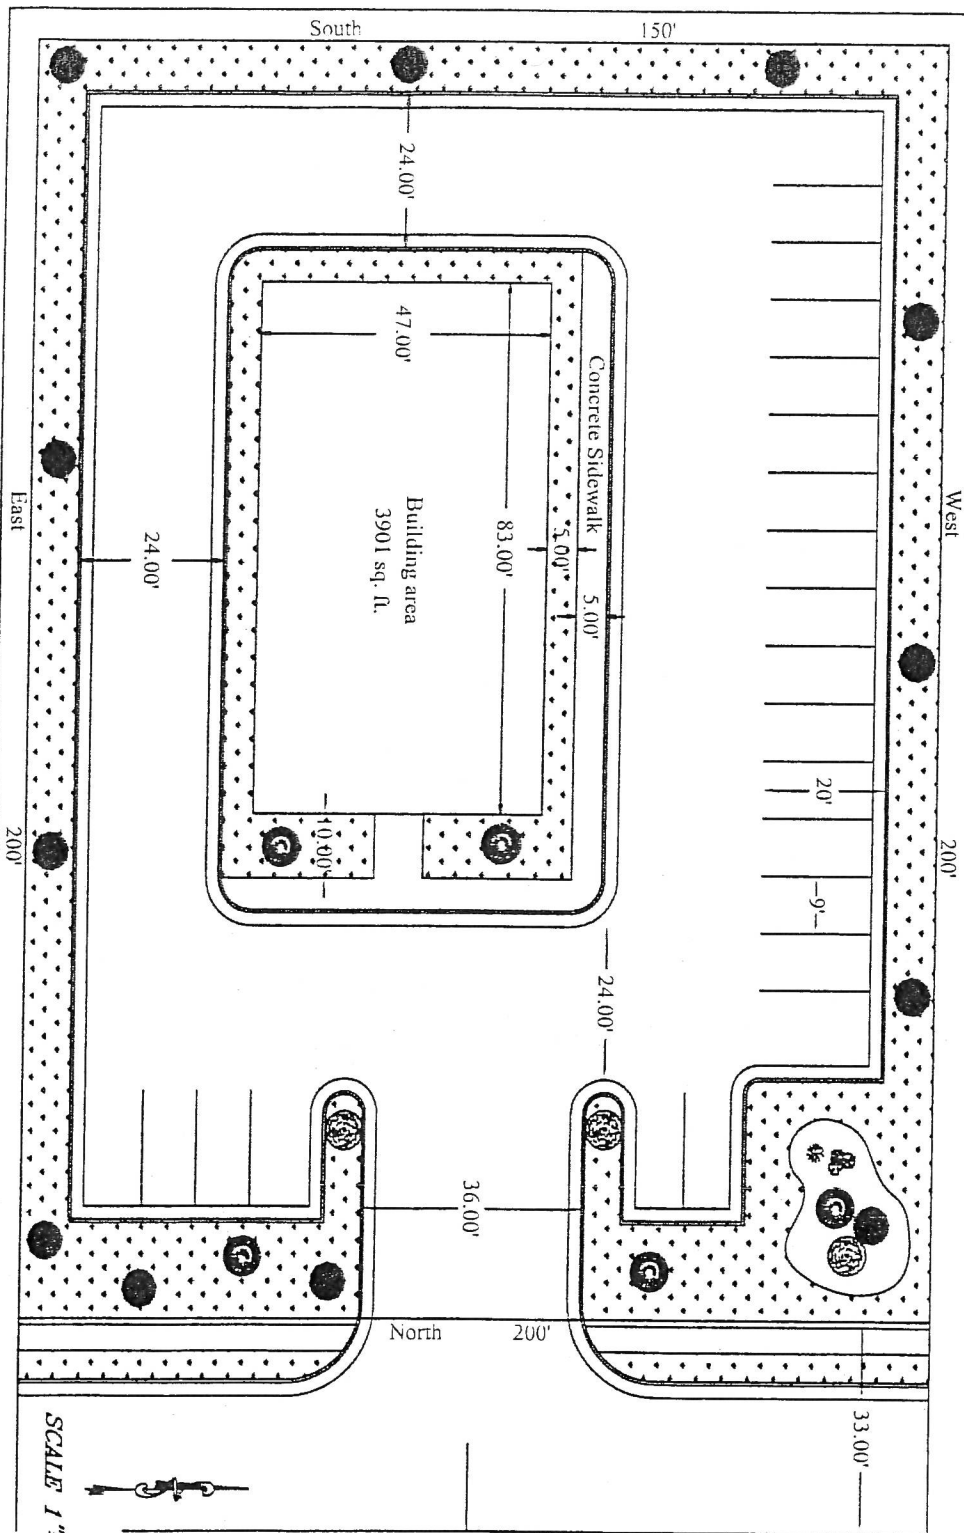 South
150'
24.00'
47.00'
Concrete Sidewalk
West
East
24.00'
Building area
3901 sq. ft.
83.00'
5.00'
5.00'
20'
200'
200'
10.00'
9'
24.00'
36.00'
North
200'
33.00'
SCALE 1"